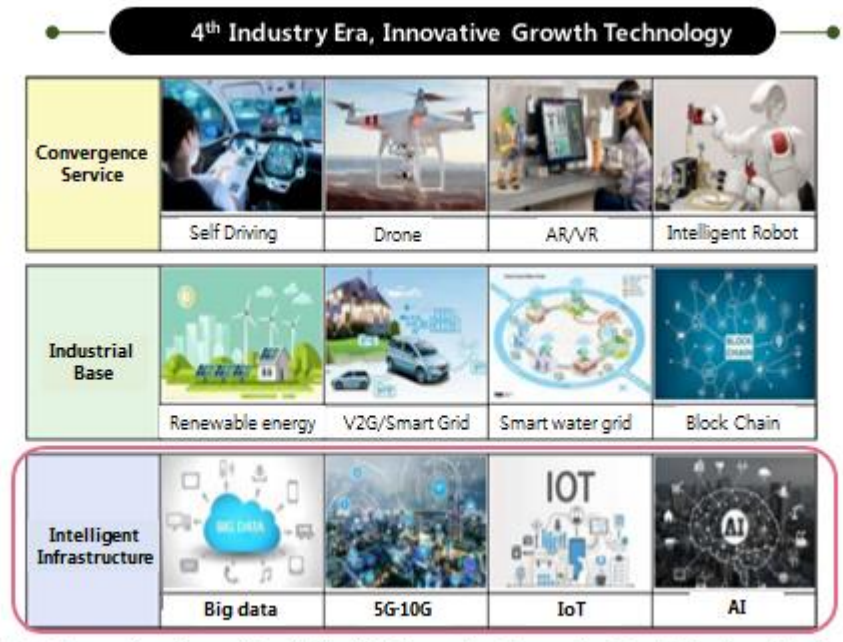 4th Industry Era, Innovative Growth Technology
Convergence
Service
Self Driving
Drone
AR/VR
Intelligent Robot
Industrial
Base
BLOCK
CHAIN
Renewable energy
V2G/Smart Grid
Smart water grid
Block Chain
Intelligent
Infrastructure
BIG DATA
IOT
AI
Big data
5G·10G
IoT
AI